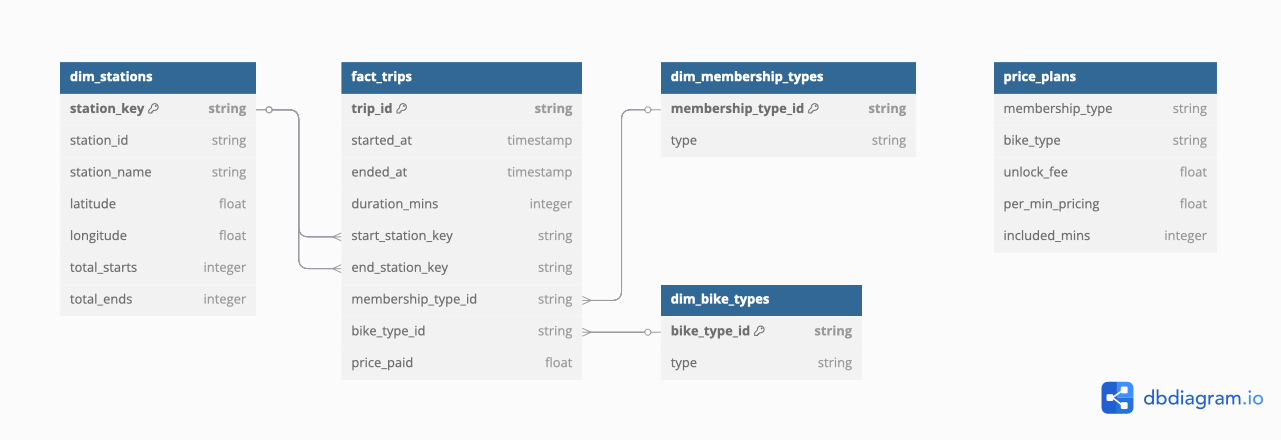 dim_stations
station_key string
station_id string
station_name string
latitude float
longitude float
total_starts integer
total_ends integer
fact_trips
trip_id string
started_at timestamp
ended_at timestamp
duration_mins integer
start_station_key string
end_station_key string
membership_type_id string
bike_type_id string
price_paid float
dim_membership_types
membership_type_id string
type string
dim_bike_types
bike_type_id string
type string
price_plans
membership_type string
bike_type string
unlock_fee float
per_min_pricing float
included_mins integer
dbdiagram.io